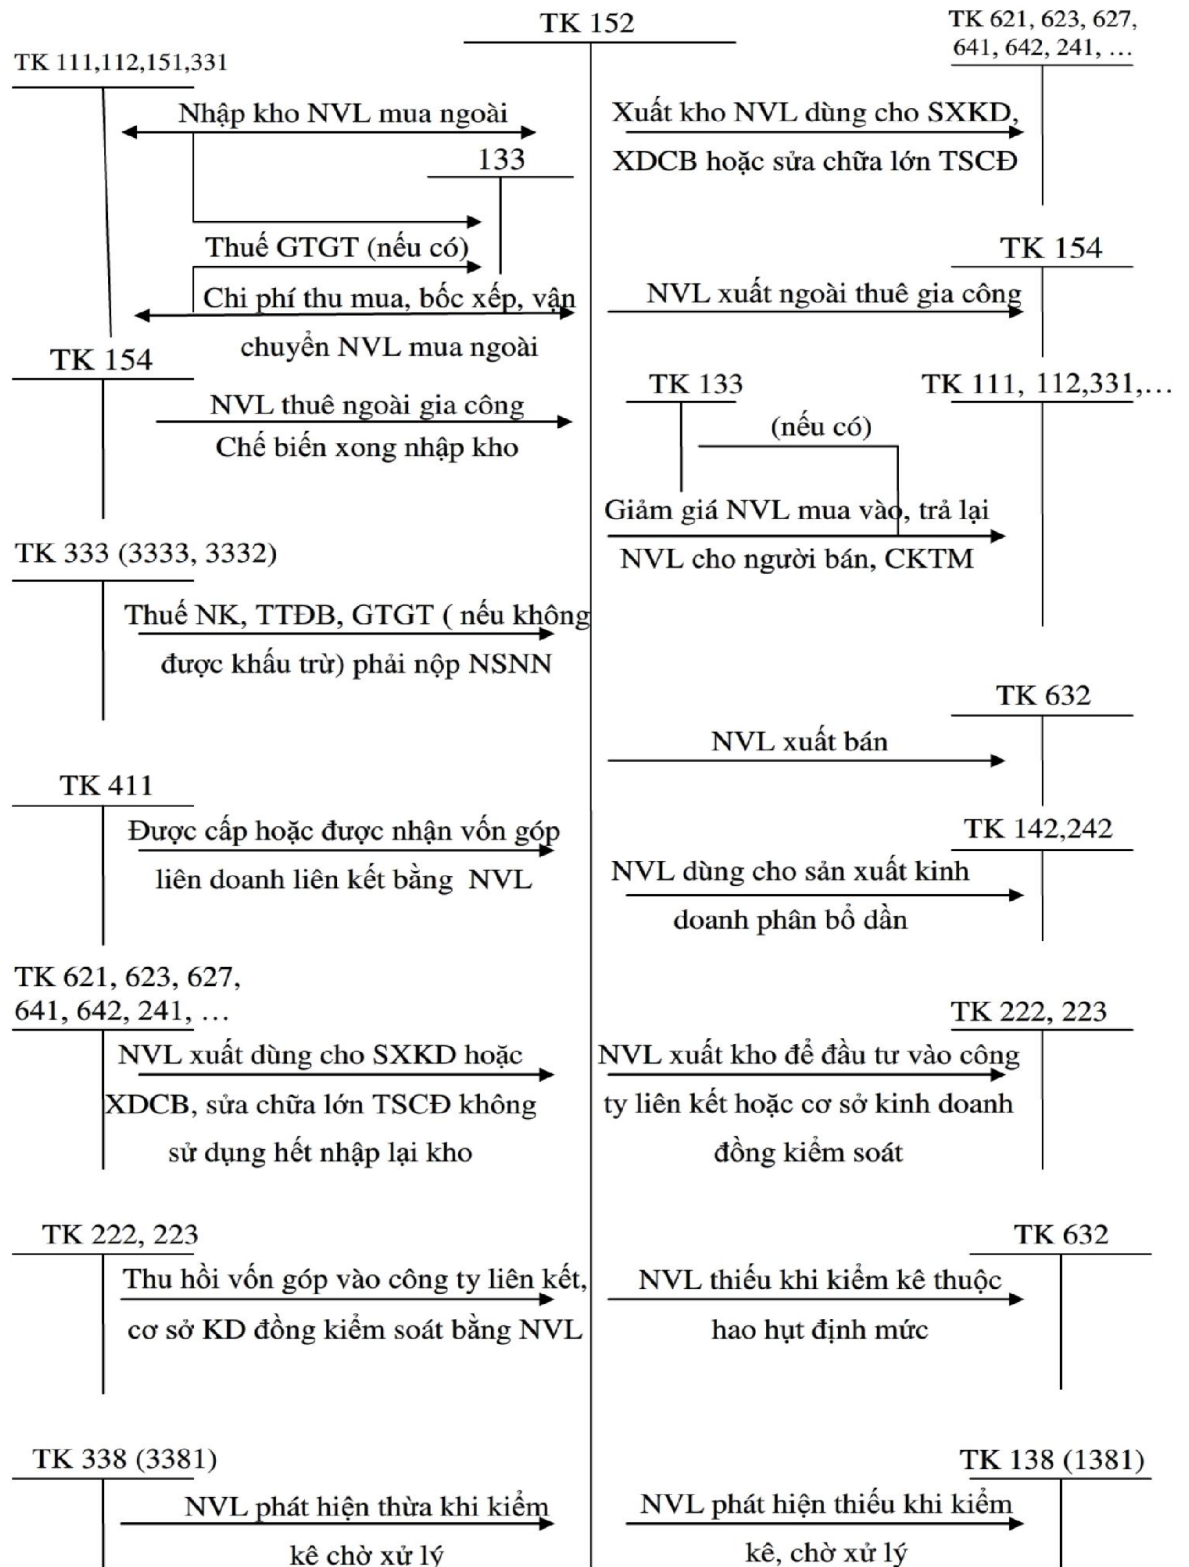 TK 152
TK 621, 623, 627,
641, 642, 241, …
TK 111,112,151,331
Nhập kho NVL mua ngoài
Xuất kho NVL dùng cho SXKD,
XDCB hoặc sửa chữa lớn TSCĐ
133
Thuế GTGT (nếu có)
TK 154
Chi phí thu mua, bốc xếp, vận
chuyển NVL mua ngoài
NVL xuất ngoài thuê gia công
TK 154
NVL thuê ngoài gia công
Chế biến xong nhập kho
TK 133
TK 111, 112,331,…
(nếu có)
Giảm giá NVL mua vào, trả lại
NVL cho người bán, CKTM
TK 333 (3333, 3332)
Thuế NK, TTĐB, GTGT ( nếu không
được khấu trừ) phải nộp NSNN
TK 632
NVL xuất bán
TK 411
Được cấp hoặc được nhận vốn góp
liên doanh liên kết bằng NVL
TK 142,242
NVL dùng cho sản xuất kinh
doanh phân bổ dần
TK 621, 623, 627,
641, 642, 241, …
NVL xuất dùng cho SXKD hoặc
XDCB, sửa chữa lớn TSCĐ không
sử dụng hết nhập lại kho
TK 222, 223
NVL xuất kho để đầu tư vào công
ty liên kết hoặc cơ sở kinh doanh
đồng kiểm soát
TK 222, 223
Thu hồi vốn góp vào công ty liên kết,
cơ sở KD đồng kiểm soát bằng NVL
TK 632
NVL thiếu khi kiểm kê thuộc
hao hụt định mức
TK 338 (3381)
NVL phát hiện thừa khi kiểm
kê chờ xử lý
TK 138 (1381)
NVL phát hiện thiếu khi kiểm
kê, chờ xử lý